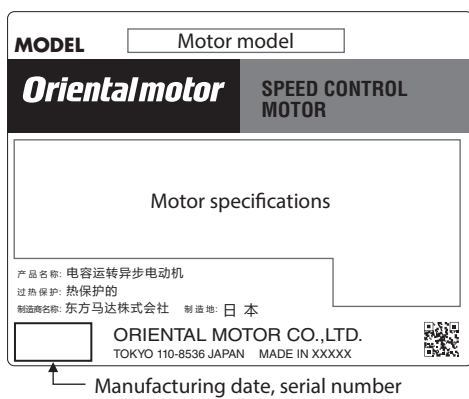 MODEL Motor model
Orientalmotor SPEED CONTROL
MOTOR
Motor specifications
产品名称: 电容运转异步电动机
过热保护: 热保护的
制造商名称: 东方马达株式会社 制造地: 日 本
ORIENTAL MOTOR CO.,LTD.
TOKYO 110-8536 JAPAN MADE IN XXXXX
Manufacturing date, serial number